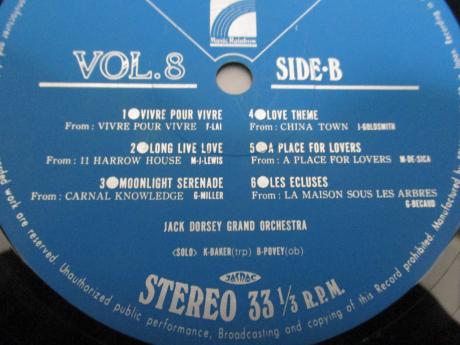 Music Rainbow
VOL.8
SIDE-B
1 VIVRE POUR VIVRE
From: VIVRE POUR VIVRE F-LAI
2 LONG LIVE LOVE
From: 11 HARROW HOUSE M-J-LEWIS
3 MOONLIGHT SERENADE
From: CARNAL KNOWLEDGE G-MILLER
4 LOVE THEME
From: CHINA TOWN J-GOLDSMITH
5 A PLACE FOR LOVERS
From: A PLACE FOR LOVERS M-DE-SICA
6 LES ECLUSES
From: LA MAISON SOUS LES ARBRES
G-BECAUD
JACK DORSEY GRAND ORCHESTRA
<SOLO> K-BAKER(trp) B-POVEY(ob)
JASRAC
STEREO 33 1/3 R.P.M.
work are reserved. Unauthorized public performance, Broadcasting and copying of this Record prohibited. Manufactured by